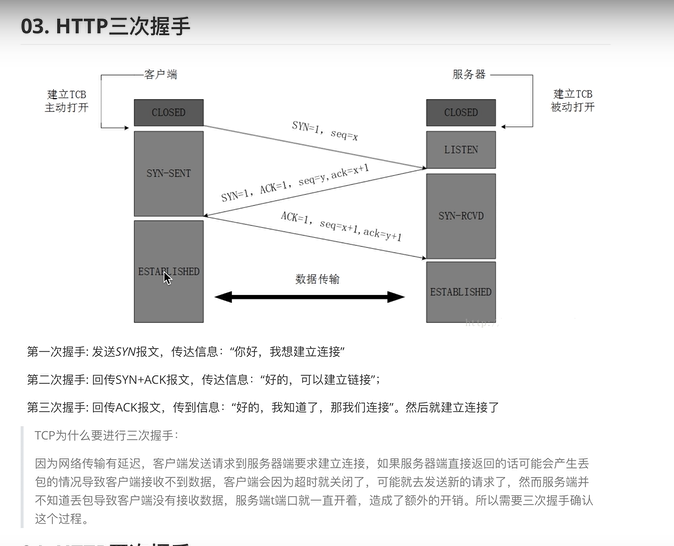 03. HTTP三次握手
客户端
服务器
建立TCB
主动打开
建立TCB
被动打开
CLOSED
CLOSED
SYN=1, seq=x
LISTEN
SYN-SENT
SYN=1, ACK=1, seq=y,ack=x+1
SYN-RCVD
ACK=1, seq=x+1,ack=y+1
ESTABLISHED
数据传输
ESTABLISHED
第一次握手: 发送SYN报文，传达信息：“你好，我想建立连接”
第二次握手: 回传SYN+ACK报文，传达信息：“好的，可以建立链接”；
第三次握手: 回传ACK报文，传到信息：“好的，我知道了，那我们连接”。然后就建立连接了
TCP为什么要进行三次握手：
因为网络传输有延迟，客户端发送请求到服务器端要求建立连接，如果服务器端直接返回的话可能会产生丢
包的情况导致客户端接收不到数据，客户端会因为超时就关闭了，可能就去发送新的请求了，然而服务端并
不知道丢包导致客户端没有接收数据，服务端t端口就一直开着，造成了额外的开销。所以需要三次握手确认
这个过程。